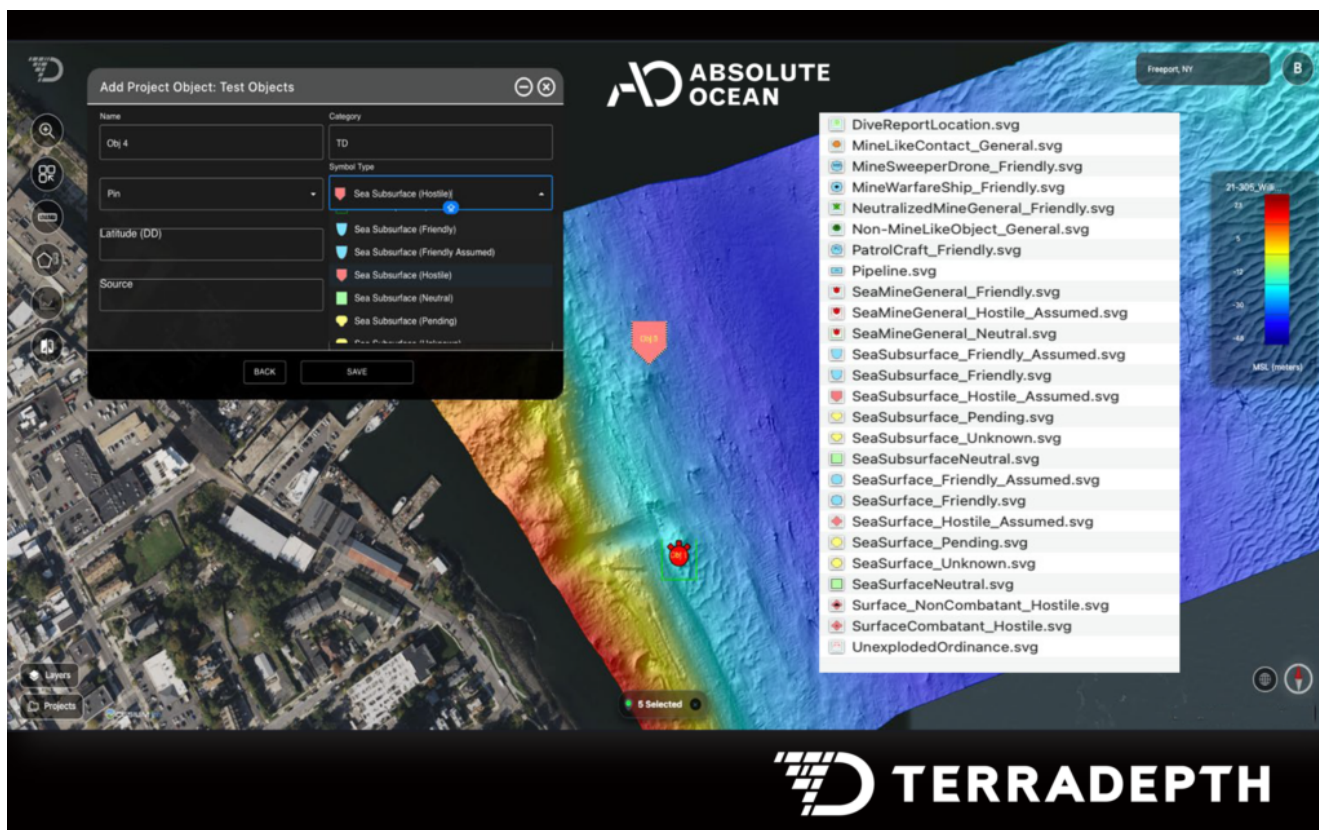 Add Project Object: Test Objects
Name
Category
Obj 4
TD
Symbol Type
Pin
Sea Subsurface (Hostile)
Sea Subsurface (Friendly)
Latitude (DD)
Sea Subsurface (Friendly Assumed)
Sea Subsurface (Hostile)
Source
Sea Subsurface (Neutral)
Sea Subsurface (Pending)
BACK
SAVE
ABSOLUTE
OCEAN
Freeport, NY
B
DiveReportLocation.svg
MineLikeContact_General.svg
MineSweeperDrone_Friendly.svg
MineWarfareShip_Friendly.svg
NeutralizedMineGeneral_Friendly.svg
Non-MineLikeObject_General.svg
PatrolCraft_Friendly.svg
Pipeline.svg
SeaMineGeneral_Friendly.svg
SeaMineGeneral_Hostile_Assumed.svg
SeaMineGeneral_Neutral.svg
SeaSubsurface_Friendly_Assumed.svg
SeaSubsurface_Friendly.svg
SeaSubsurface_Hostile_Assumed.svg
SeaSubsurface_Pending.svg
SeaSubsurface_Unknown.svg
SeaSubsurfaceNeutral.svg
SeaSurface_Friendly_Assumed.svg
SeaSurface_Friendly.svg
SeaSurface_Hostile_Assumed.svg
SeaSurface_Pending.svg
SeaSurface_Unknown.svg
SeaSurfaceNeutral.svg
Surface_NonCombatant_Hostile.svg
SurfaceCombatant_Hostile.svg
UnexplodedOrdinance.svg
-12
-30
MSL (meters)
Layers
Projects
5 Selected
TERRADEPTH